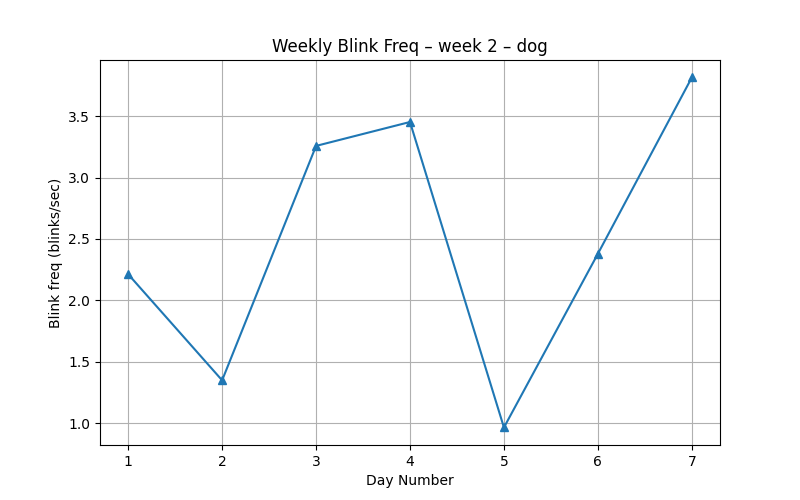 Weekly Blink Freq – week 2 – dog
Blink freq (blinks/sec)
3.5
3.0
2.5
2.0
1.5
1.0
1 2 3 4 5 6 7
Day Number